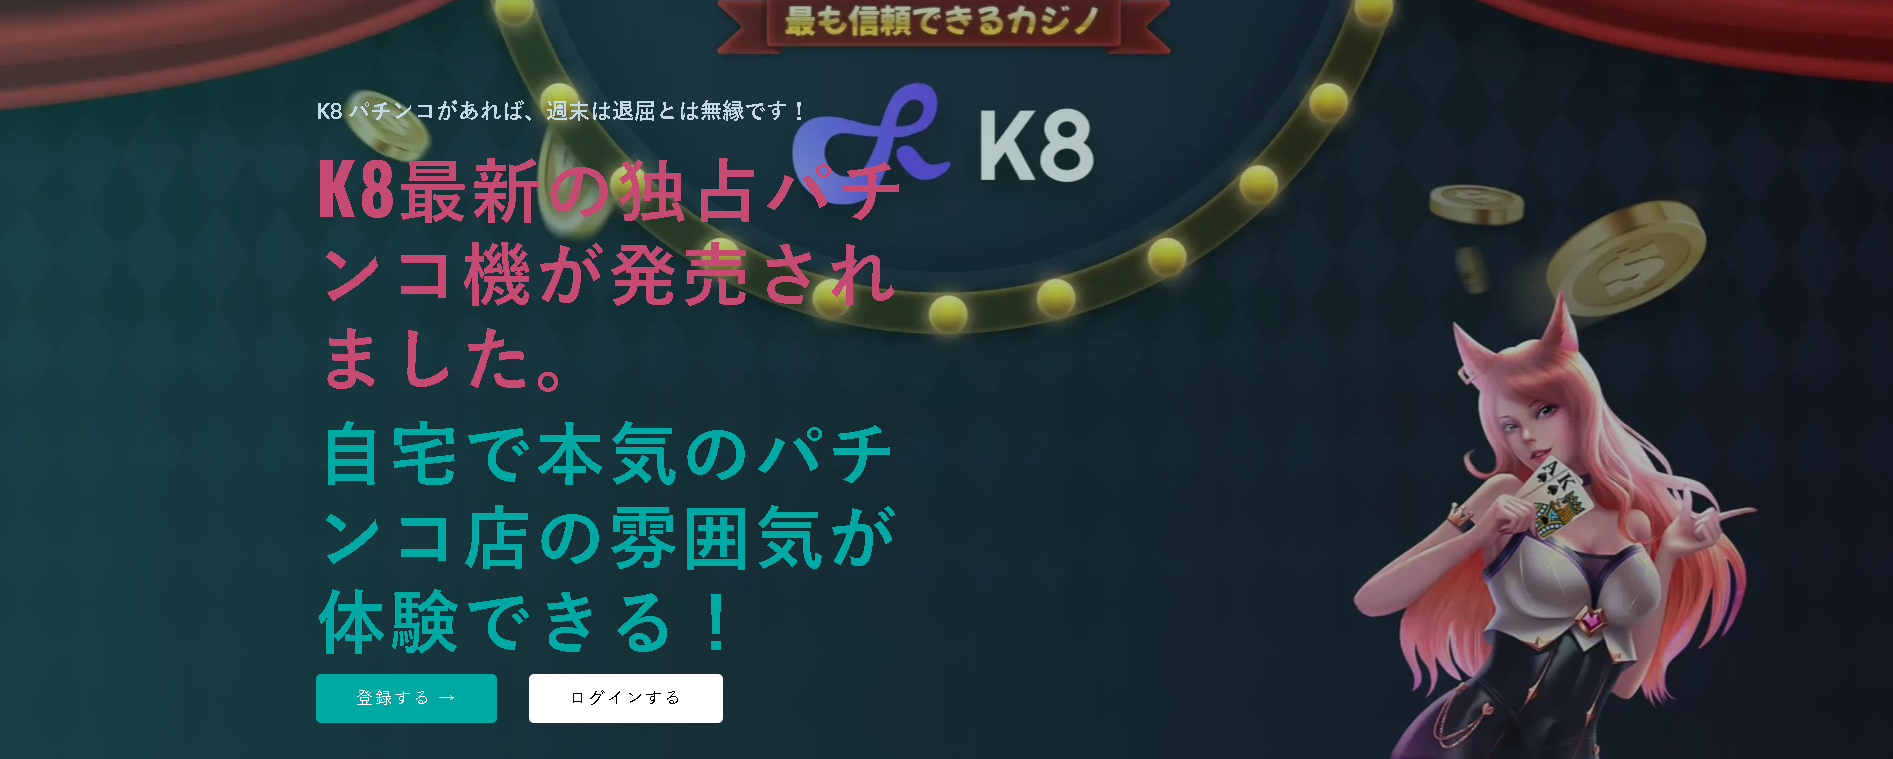 最も信頼できるカジノ
K8
K8 パチンコがあれば、週末は退屈とは無縁です！
K8最新の独占パチ
ンコ機が発売され
ました。
自宅で本気のパチ
ンコ店の雰囲気が
体験できる！
登録する →
ログインする
A
K